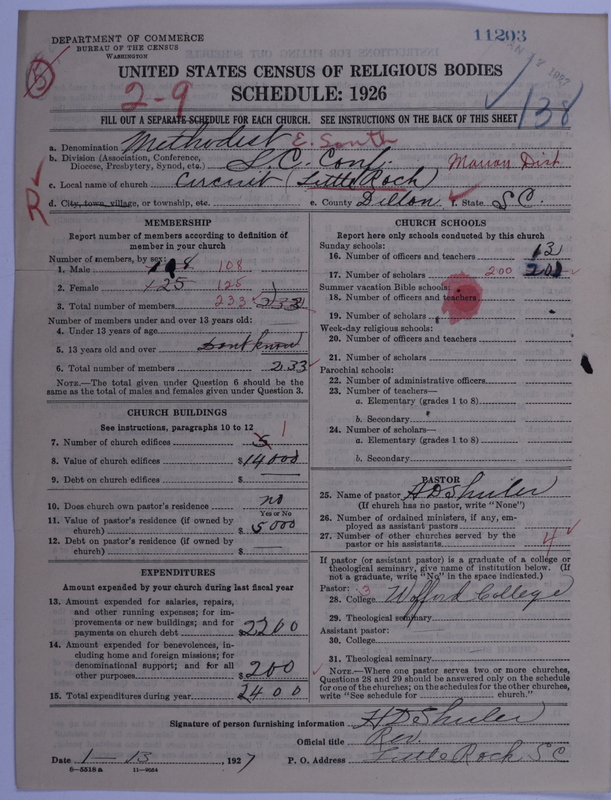 DEPARTMENT OF COMMERCE
BUREAU OF THE CENSUS
WASHINGTON
11203
5
2-9
UNITED STATES CENSUS OF RELIGIOUS BODIES
SCHEDULE: 1926
138
FILL OUT A SEPARATE SCHEDULE FOR EACH CHURCH. SEE INSTRUCTIONS ON THE BACK OF THIS SHEET
a. Denomination Methodist E. South
b. Division (Association, Conference, Diocese, Presbytery, Synod, etc.) S.C. Conf. Marion Dist
c. Local name of church Circuit (Little Rock)
d. City, town, village, or township, etc. e. County Dillon f. State S.C.
R
MEMBERSHIP
Report number of members according to definition of
member in your church
Number of members, by sex:
1. Male 108 108
2. Female 125 125
3. Total number of members 233 233
Number of members under and over 13 years old:
4. Under 13 years of age
5. 13 years old and over dont know
6. Total number of members 233
NOTE.—The total given under Question 6 should be the
same as the total of males and females given under Question 3.
CHURCH BUILDINGS
See instructions, paragraphs 10 to 12
7. Number of church edifices 5 1
8. Value of church edifices $14000
9. Debt on church edifices $
10. Does church own pastor's residence no
Yes or No
11. Value of pastor's residence (if owned by
church) $5000
12. Debt on pastor's residence (if owned by
church) $
EXPENDITURES
Amount expended by your church during last fiscal year
13. Amount expended for salaries, repairs,
and other running expenses; for im-
provements or new buildings; and for
payments on church debt $2200
14. Amount expended for benevolences, in-
cluding home and foreign missions; for
denominational support; and for all
other purposes $200
15. Total expenditures during year 2400
CHURCH SCHOOLS
Report here only schools conducted by this church
Sunday schools:
16. Number of officers and teachers 13
17. Number of scholars 200 200
Summer vacation Bible schools:
18. Number of officers and teachers
19. Number of scholars
Week-day religious schools:
20. Number of officers and teachers
21. Number of scholars
Parochial schools:
22. Number of administrative officers
23. Number of teachers—
a. Elementary (grades 1 to 8)
b. Secondary
24. Number of scholars—
a. Elementary (grades 1 to 8)
b. Secondary
PASTOR
25. Name of pastor A D Shuler
(If church has no pastor, write "None")
26. Number of ordained ministers, if any, em-
ployed as assistant pastors
27. Number of other churches served by the
pastor or his assistants 4
If pastor (or assistant pastor) is a graduate of a college or
theological seminary, give name of institution below. (If
not a graduate, write "No" in the space indicated.)
Pastor: 3
28. College Wofford College
29. Theological seminary
Assistant pastor:
30. College
31. Theological seminary
NOTE.—Where one pastor serves two or more churches,
Questions 28 and 29 should be answered only on the schedule
for one of the churches; on the schedules for the other churches,
write "See schedule for church."
Signature of person furnishing information A D Shuler
Official title Rev.
Date 1-13, 1927 P. O. Address Little Rock SC
8-5518a 11-9054